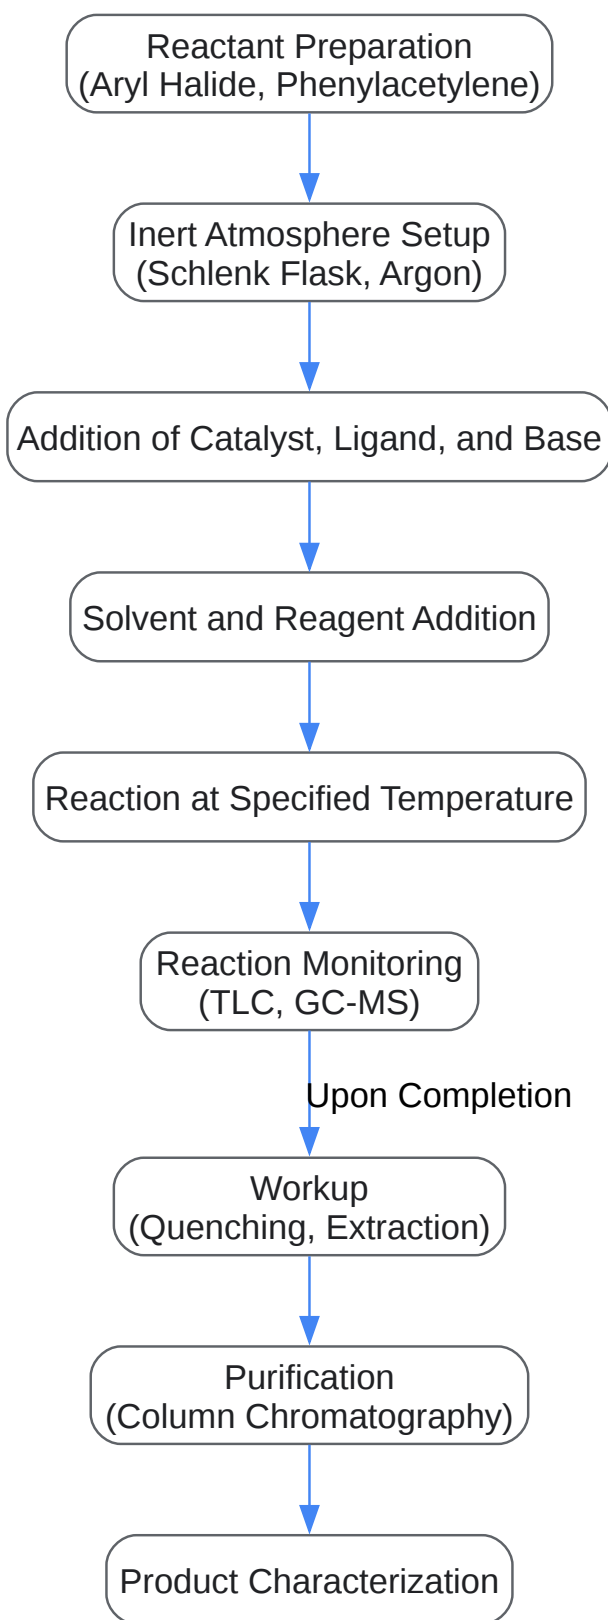 Reactant Preparation
(Aryl Halide, Phenylacetylene)
Inert Atmosphere Setup
(Schlenk Flask, Argon)
Addition of Catalyst, Ligand, and Base
Solvent and Reagent Addition
Reaction at Specified Temperature
Reaction Monitoring
(TLC, GC-MS)
Upon Completion
Workup
(Quenching, Extraction)
Purification
(Column Chromatography)
Product Characterization